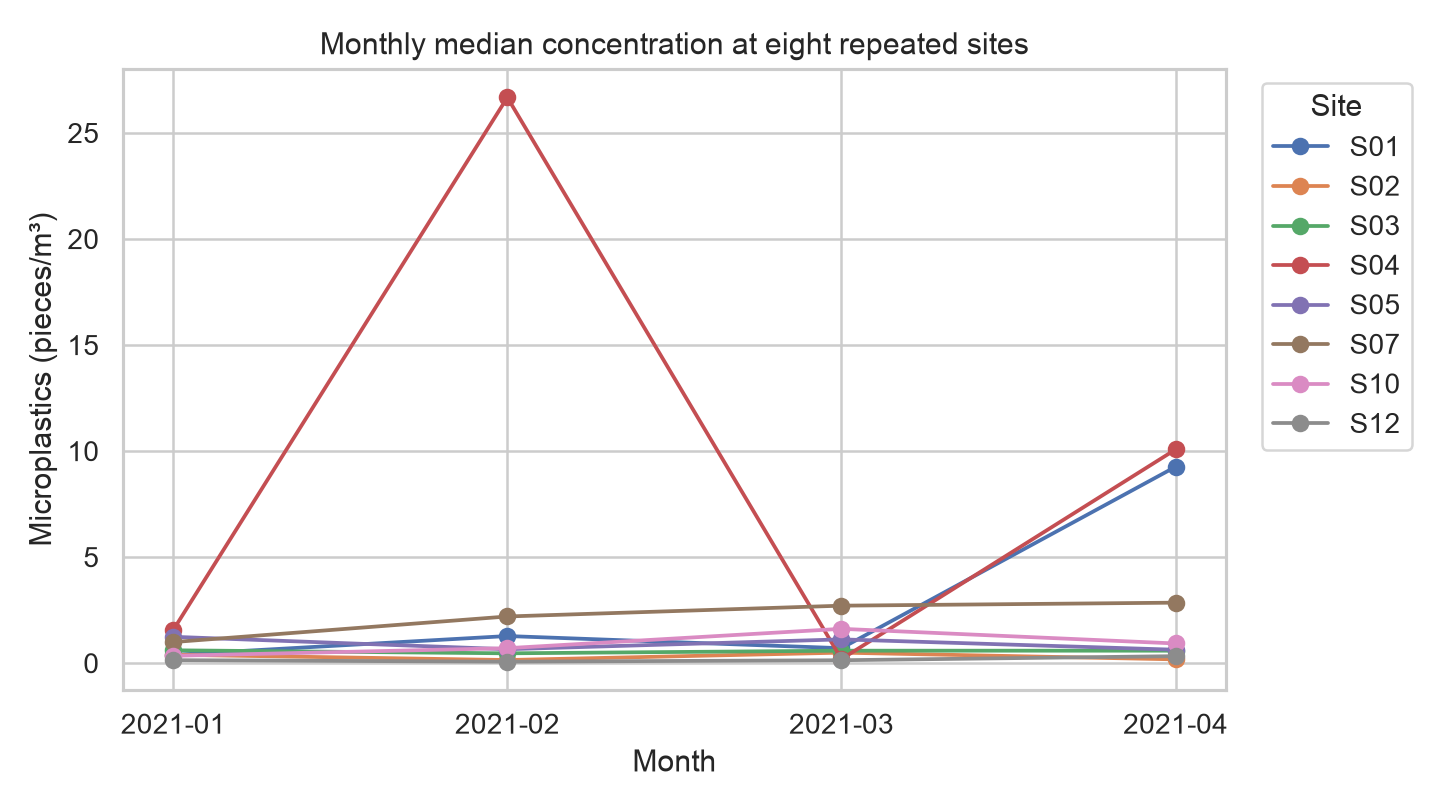 Monthly median concentration at eight repeated sites
Microplastics (pieces/m³)
25
20
15
10
5
0
2021-01
2021-02
2021-03
2021-04
Month
Site
S01
S02
S03
S04
S05
S07
S10
S12